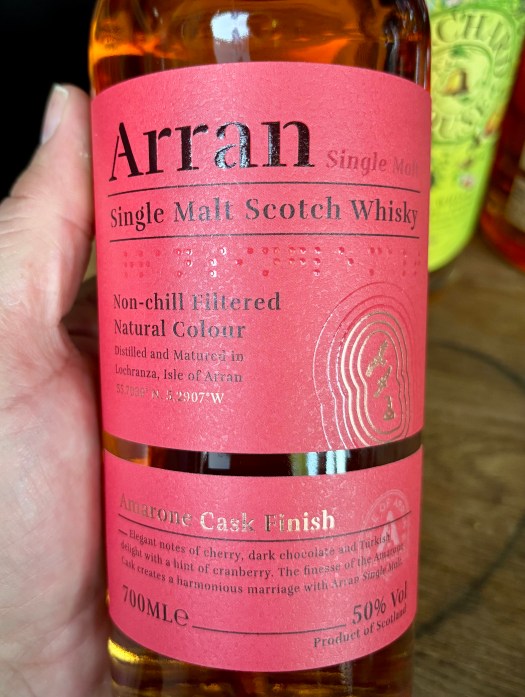 Arran Single Malt
Single Malt Scotch Whisky
Non-chill Filtered
Natural Colour
Distilled and Matured in
Lochranza, Isle of Arran
5.2907°W
Amarone Cask Finish
Elegant notes of cherry, dark chocolate and Turkish
delight with a hint of cranberry. The finesse of the Amarone
Cask creates a harmonious marriage with Arran Single Malt.
700ML℮
50% Vol
Product of Scotland